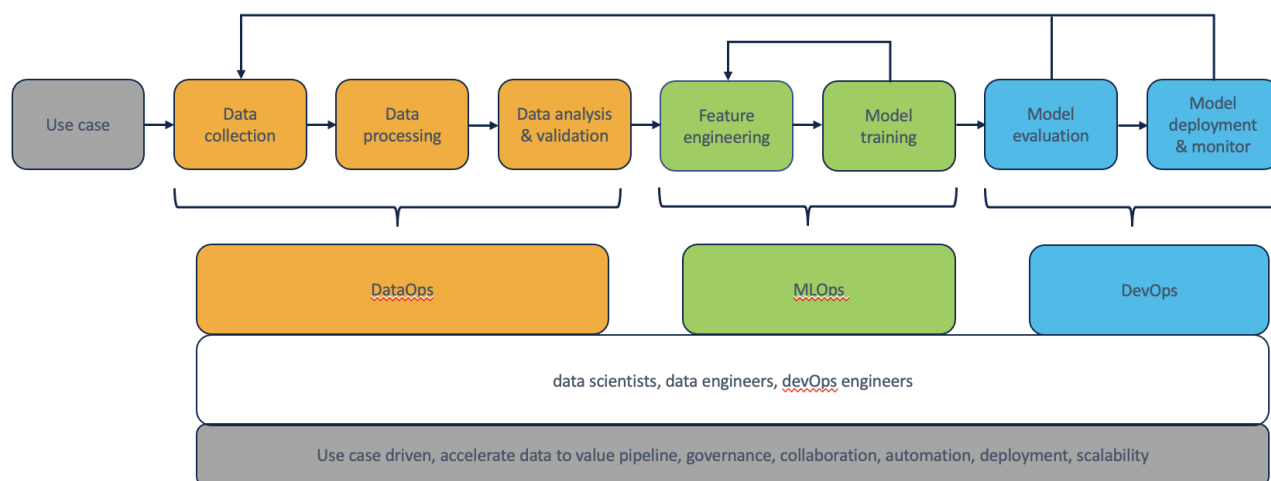 Use case
Data
collection
Data
processing
Data analysis
& validation
Feature
engineering
Model
training
Model
evaluation
Model
deployment
& monitor
DataOps
MLOps
DevOps
data scientists, data engineers, devOps engineers
Use case driven, accelerate data to value pipeline, governance, collaboration, automation, deployment, scalability